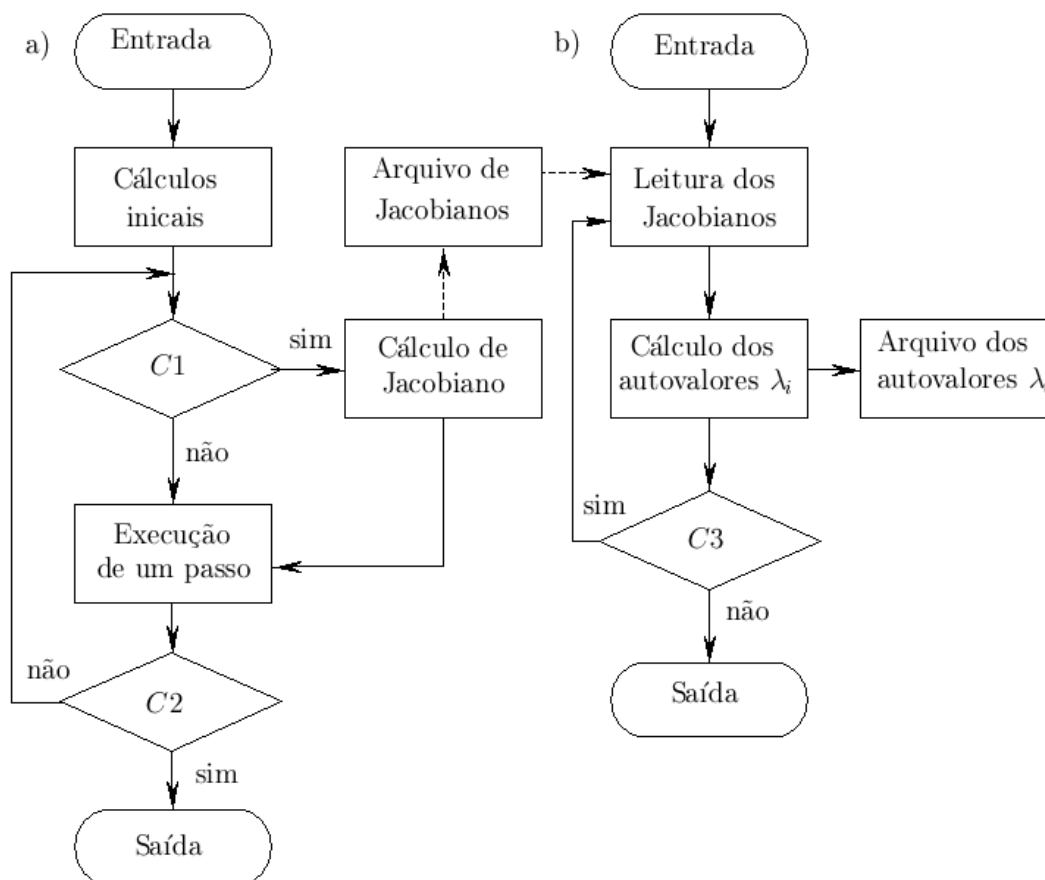 a)
Entrada
Cálculos
inicais
C1
sim
não
Cálculo de
Jacobiano
Arquivo de
Jacobianos
Execução
de um passo
C2
não
sim
Saída
b)
Entrada
Leitura dos
Jacobianos
Cálculo dos
autovalores λᵢ
Arquivo dos
autovalores λ
C3
sim
não
Saída